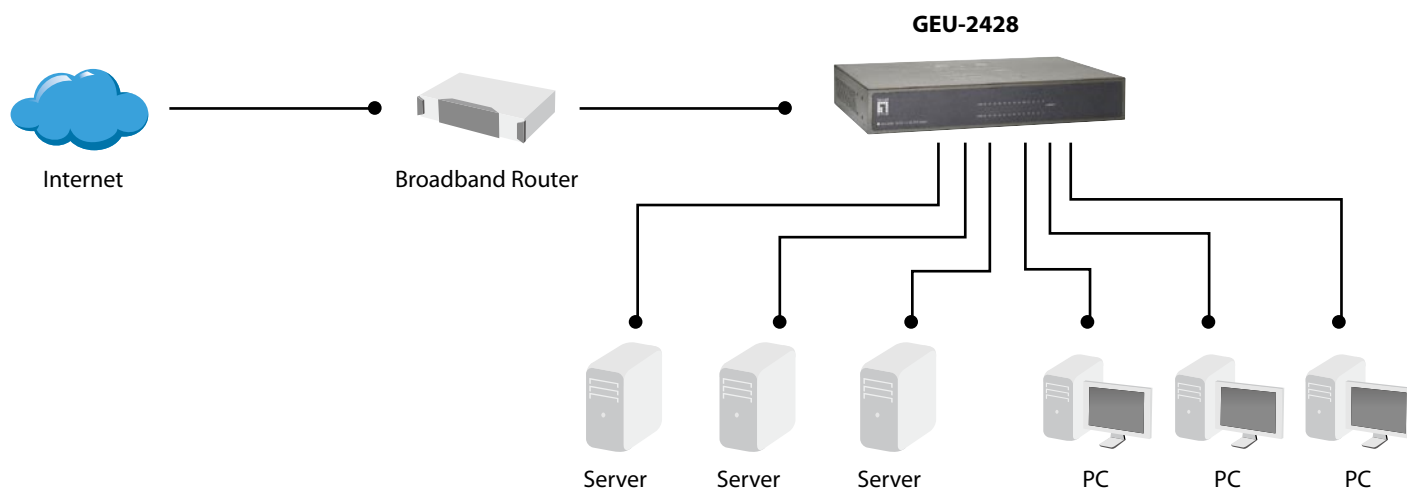 GEU-2428
Internet
Broadband Router
Server
Server
Server
PC
PC
PC